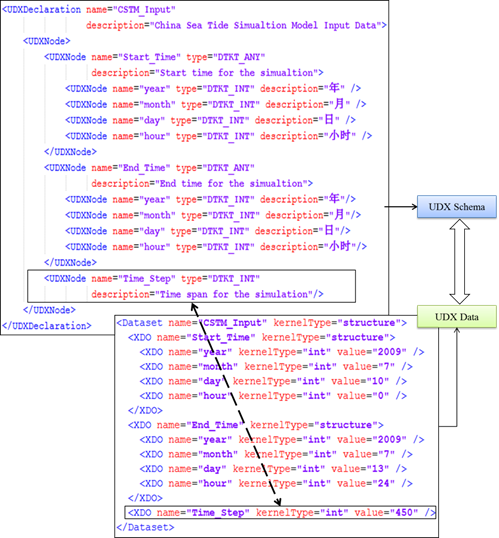 <UDXDeclaration name="CSTM_Input"
description="China Sea Tide Simualtion Model Input Data">
<UDXNode>
<UDXNode name="Start_Time" type="DTKT_ANY"
description="Start time for the simualtion">
<UDXNode name="year" type="DTKT_INT" description="年" />
<UDXNode name="month" type="DTKT_INT" description="月" />
<UDXNode name="day" type="DTKT_INT" description="日" />
<UDXNode name="hour" type="DTKT_INT" description="小时" />
</UDXNode>
<UDXNode name="End_Time" type="DTKT_ANY"
description="End time for the simualtion">
<UDXNode name="year" type="DTKT_INT" description="年"/>
<UDXNode name="month" type="DTKT_INT" description="月"/>
<UDXNode name="day" type="DTKT_INT" description="日"/>
<UDXNode name="hour" type="DTKT_INT" description="小时"/>
</UDXNode>
<UDXNode name="Time_Step" type="DTKT_INT"
description="Time span for the simulation"/>
</UDXNode>
</UDXDeclaration>
UDX Schema
UDX Data
<Dataset name="CSTM_Input" kernelType="structure">
<XDO name="Start_Time" kernelType="structure">
<XDO name="year" kernelType="int" value="2009" />
<XDO name="month" kernelType="int" value="7" />
<XDO name="day" kernelType="int" value="10" />
<XDO name="hour" kernelType="int" value="0" />
</XDO>
<XDO name="End_Time" kernelType="structure">
<XDO name="year" kernelType="int" value="2009" />
<XDO name="month" kernelType="int" value="7" />
<XDO name="day" kernelType="int" value="13" />
<XDO name="hour" kernelType="int" value="24" />
</XDO>
<XDO name="Time_Step" kernelType="int" value="450" />
</Dataset>